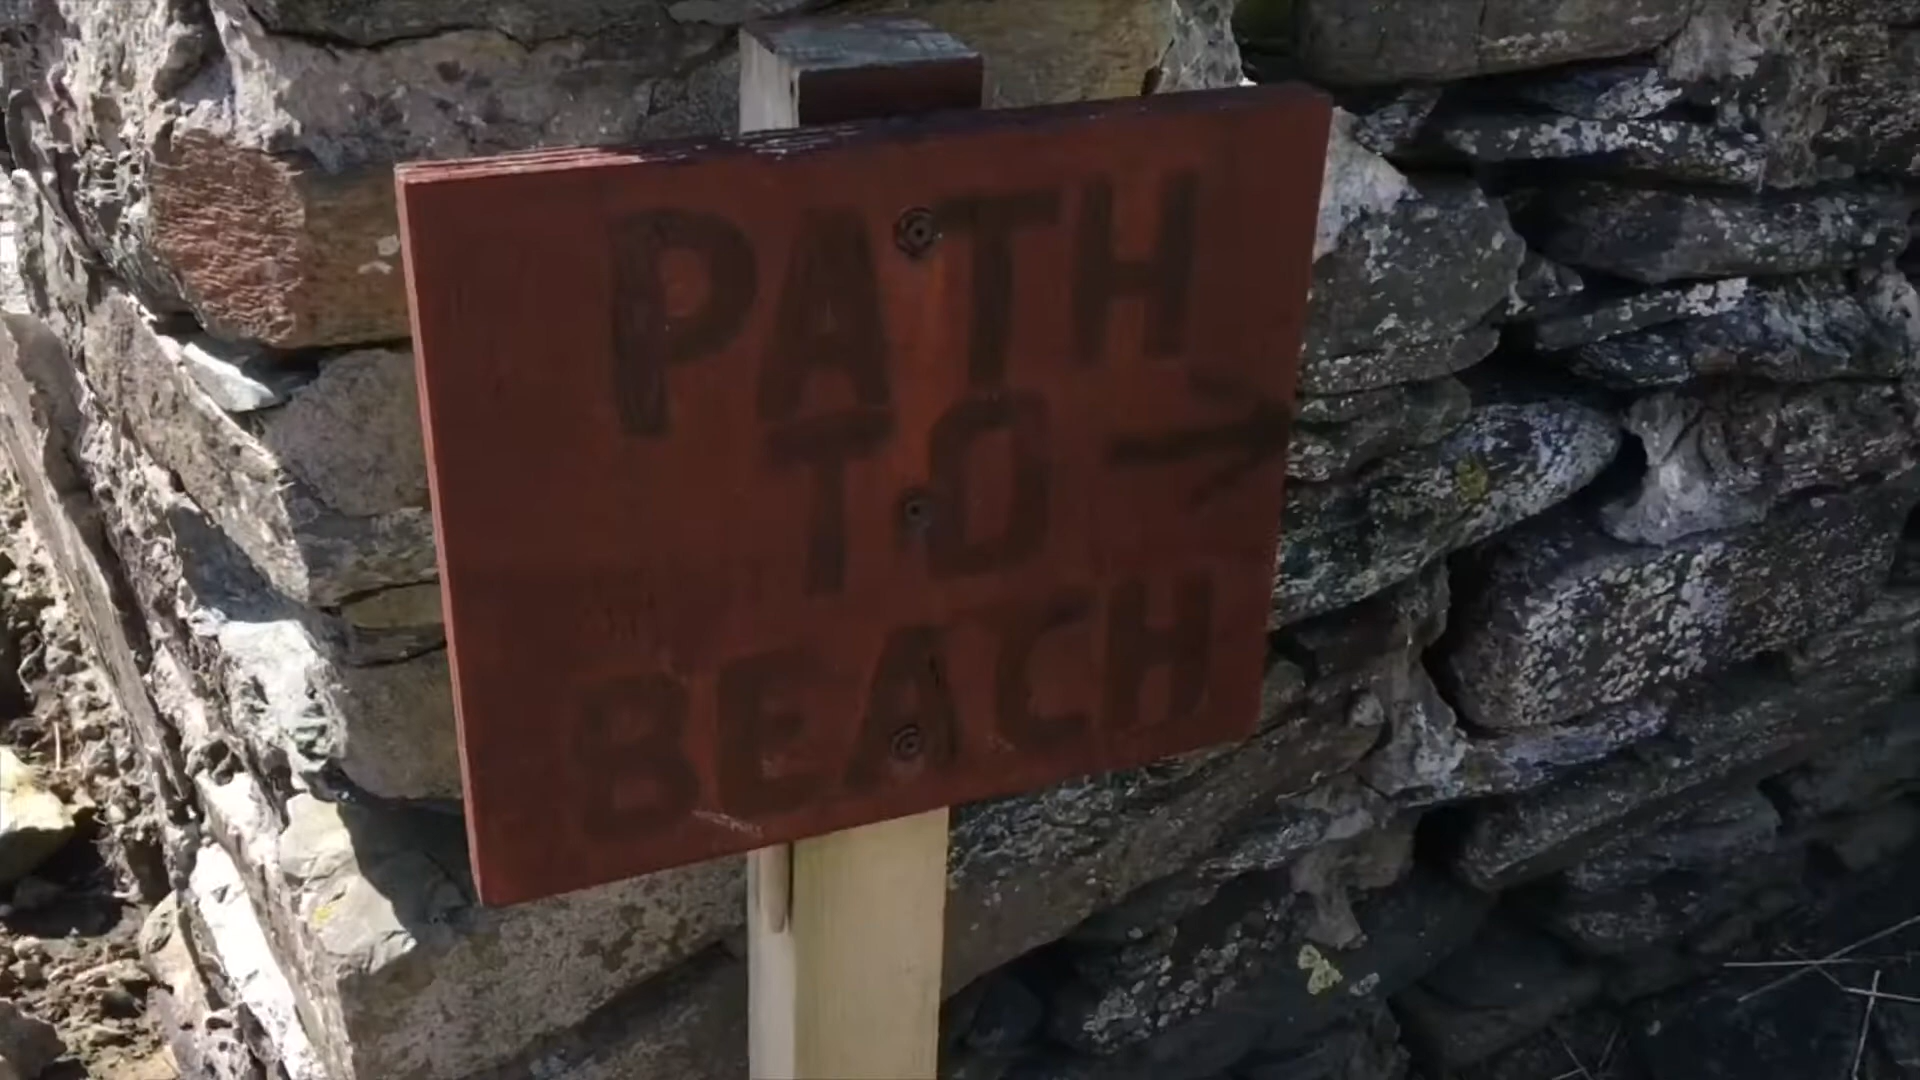 PATH
TO →
BEACH